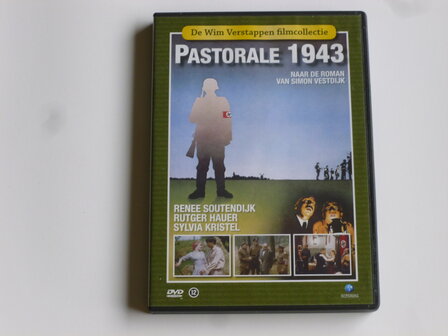 De Wim Verstappen filmcollectie
PASTORALE 1943
NAAR DE ROMAN
VAN SIMON VESTDIJK
RENEE SOUTENDIJK
RUTGER HAUER
SYLVIA KRISTEL
DVD
12